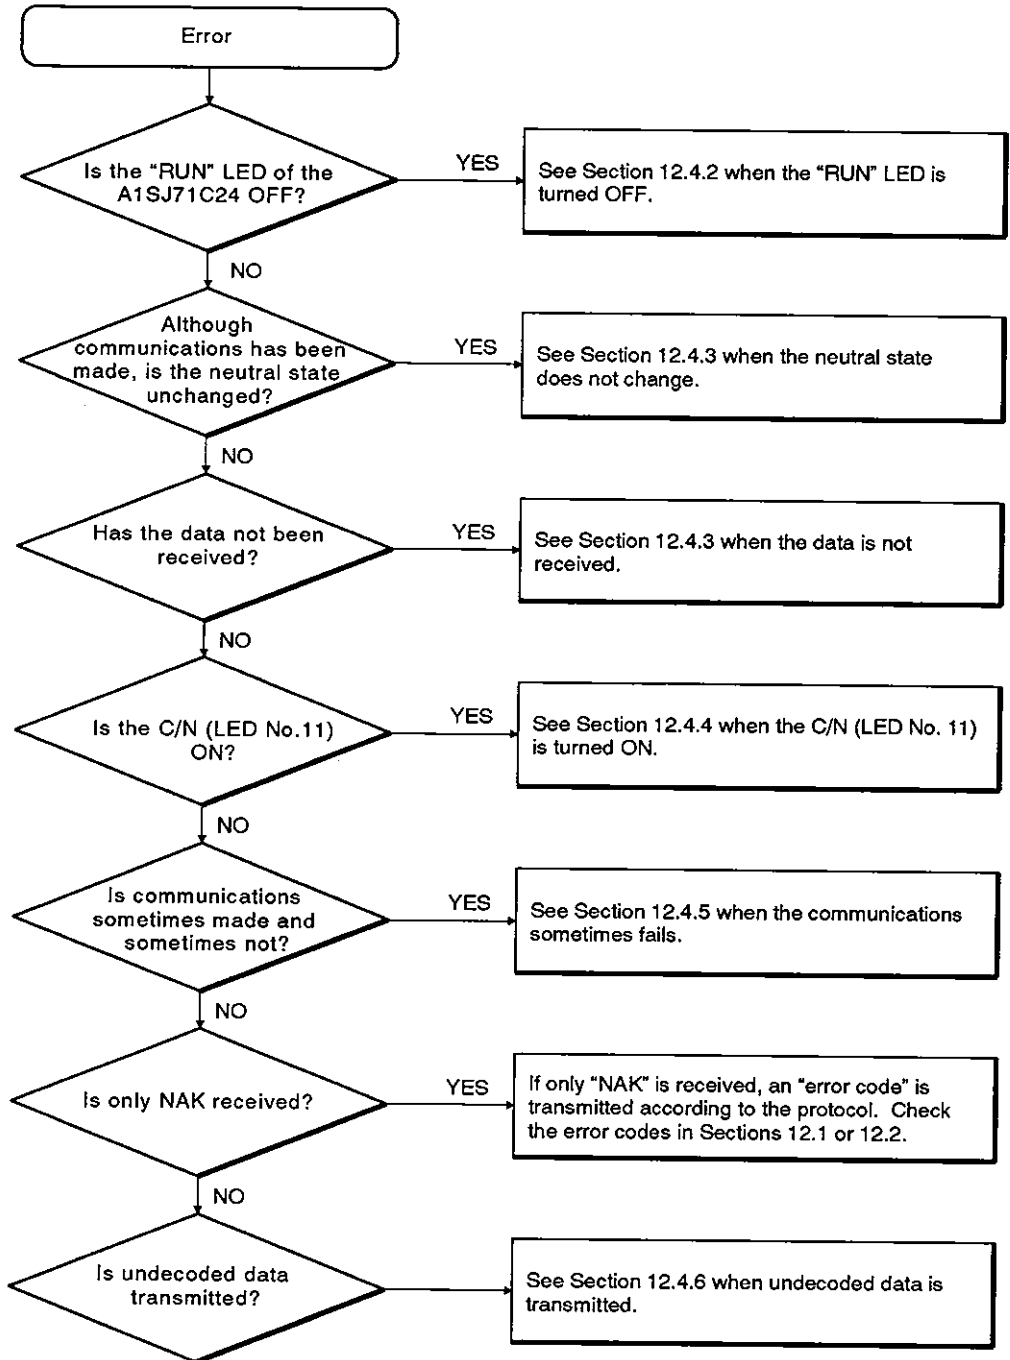 Error
Is the “RUN” LED of the
A1SJ71C24 OFF?
YES
See Section 12.4.2 when the “RUN” LED is
turned OFF.
NO
Although
communications has been
made, is the neutral state
unchanged?
YES
See Section 12.4.3 when the neutral state
does not change.
NO
Has the data not been
received?
YES
See Section 12.4.3 when the data is not
received.
NO
Is the C/N (LED No.11)
ON?
YES
See Section 12.4.4 when the C/N (LED No. 11)
is turned ON.
NO
Is communications
sometimes made and
sometimes not?
YES
See Section 12.4.5 when the communications
sometimes fails.
NO
Is only NAK received?
YES
If only “NAK” is received, an “error code” is
transmitted according to the protocol. Check
the error codes in Sections 12.1 or 12.2.
NO
Is undecoded data
transmitted?
See Section 12.4.6 when undecoded data is
transmitted.